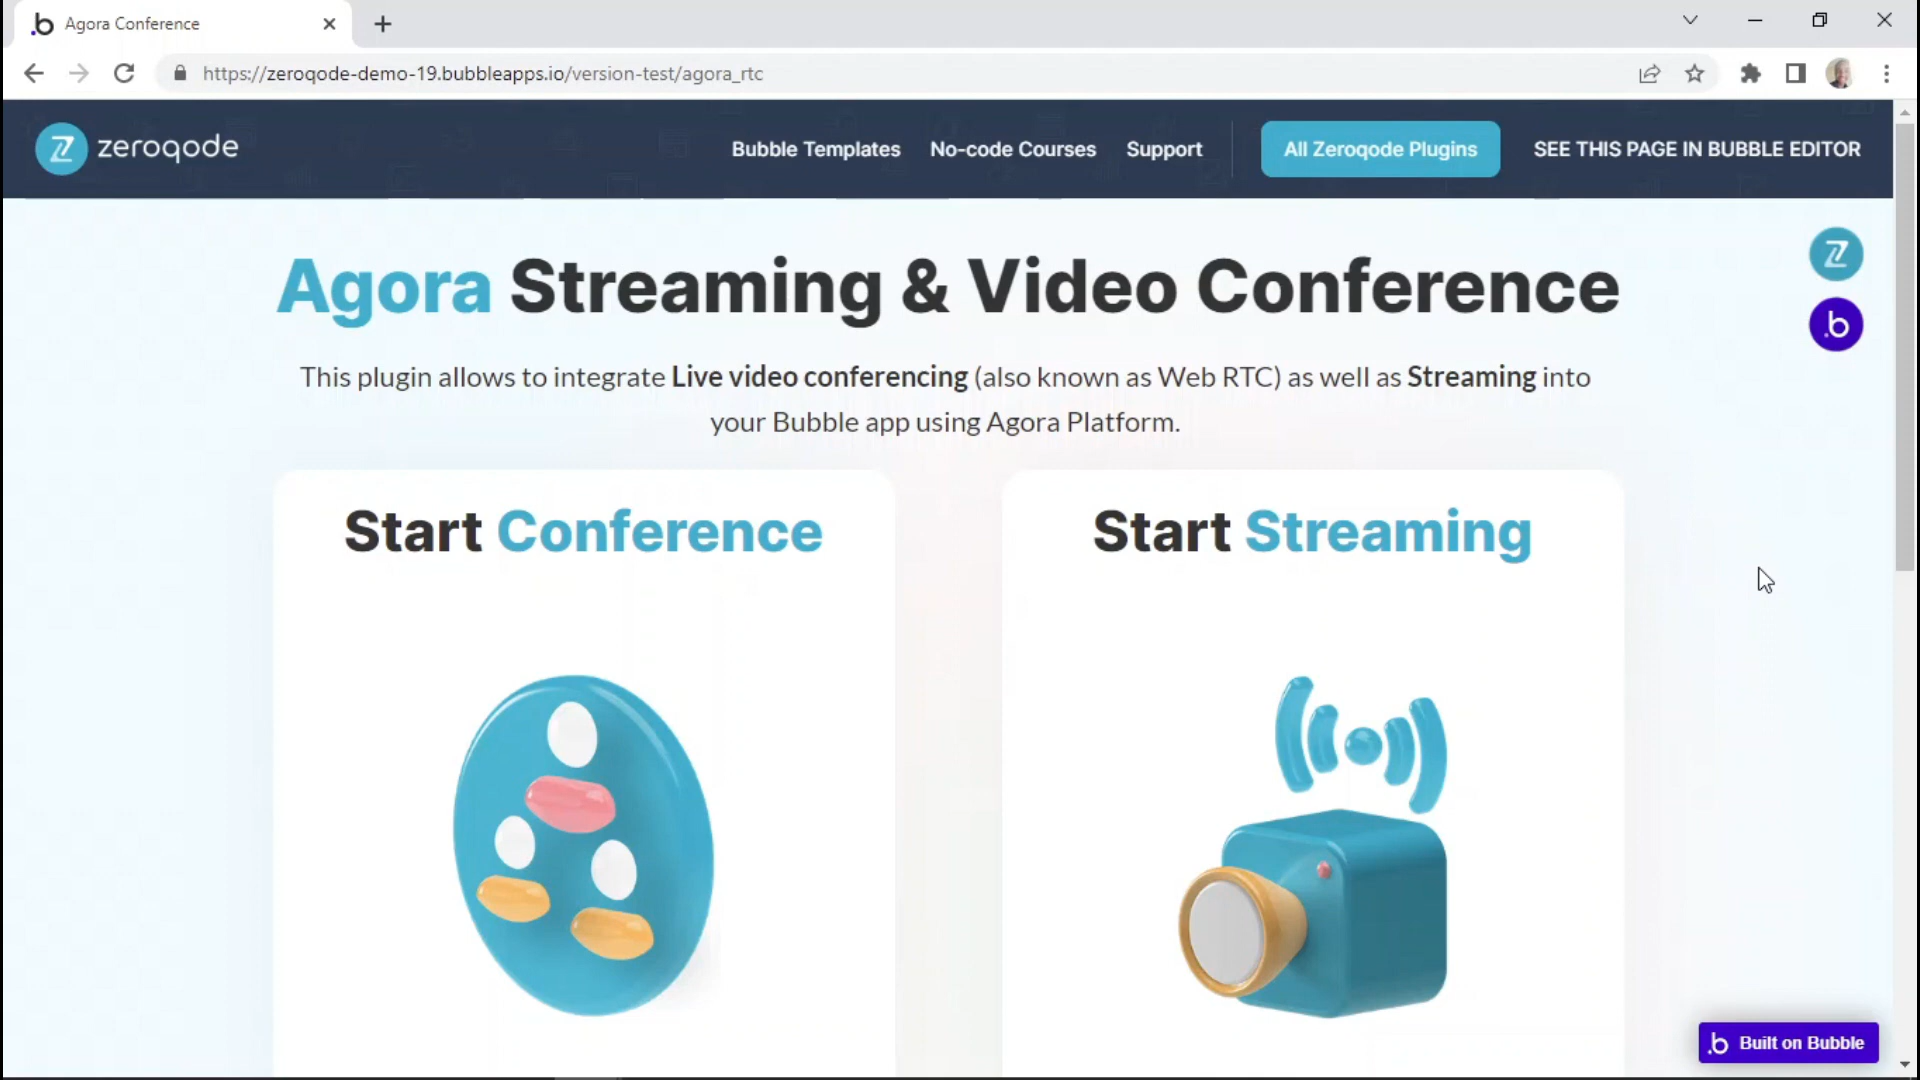 Agora Conference
https://zeroqode-demo-19.bubbleapps.io/version-test/agora_rtc
zeroqode
Bubble Templates
No-code Courses
Support
All Zeroqode Plugins
SEE THIS PAGE IN BUBBLE EDITOR
Agora Streaming & Video Conference
This plugin allows to integrate Live video conferencing (also known as Web RTC) as well as Streaming into
your Bubble app using Agora Platform.
Start Conference
Start Streaming
Built on Bubble